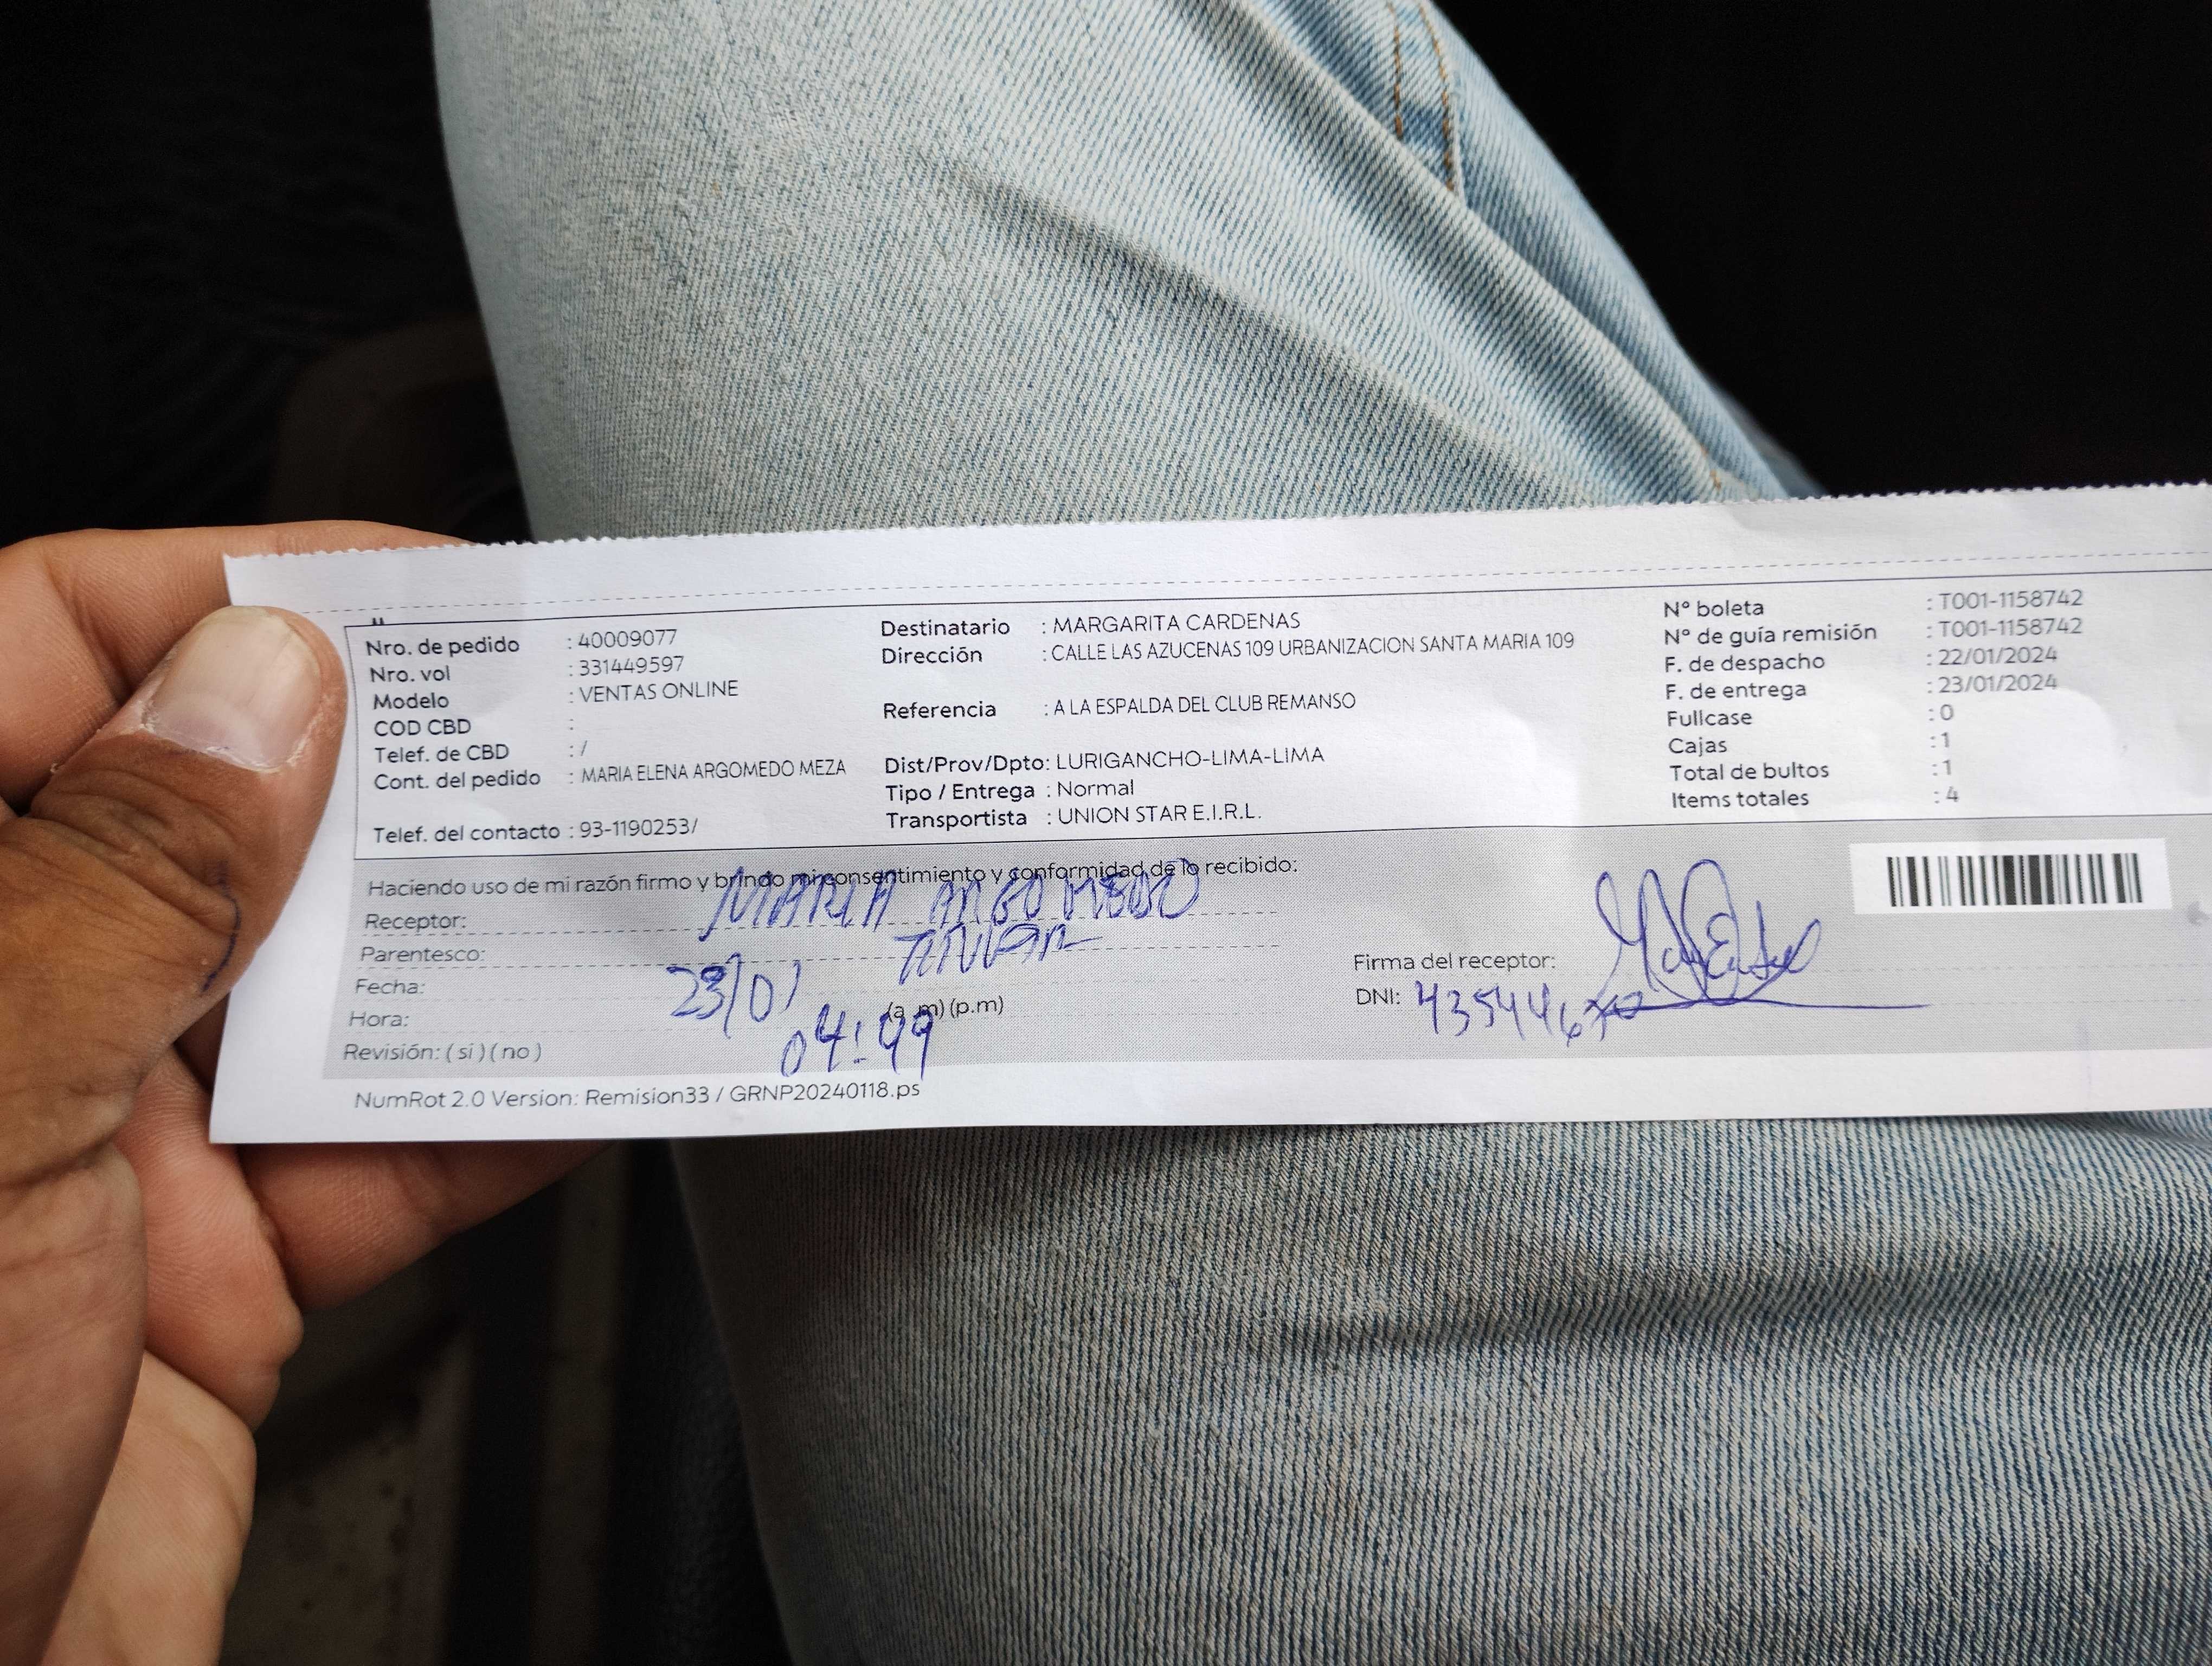 Nro. de pedido : 40009077
Nro. vol : 331449597
Modelo : VENTAS ONLINE
COD CBD :
Telef. de CBD : /
Cont. del pedido : MARIA ELENA ARGOMEDO MEZA
Telef. del contacto : 93-1190253/
Destinatario : MARGARITA CARDENAS
Dirección : CALLE LAS AZUCENAS 109 URBANIZACION SANTA MARIA 109
Referencia : A LA ESPALDA DEL CLUB REMANSO
Dist/Prov/Dpto: LURIGANCHO-LIMA-LIMA
Tipo / Entrega : Normal
Transportista : UNION STAR E.I.R.L.
N° boleta : T001-1158742
N° de guía remisión : T001-1158742
F. de despacho : 22/01/2024
F. de entrega : 23/01/2024
Fullcase : 0
Cajas : 1
Total de bultos : 1
Items totales : 4
Haciendo uso de mi razón firmo y brindo mi consentimiento y conformidad de lo recibido:
Receptor: MARIA ARGOMEDO
Parentesco:
Fecha: 23/01
Hora: 04:49 (a.m) (p.m)
Revisión: ( si ) ( no )
Firma del receptor:
DNI:
NumRot 2.0 Version: Remision33 / GRNP20240118.ps